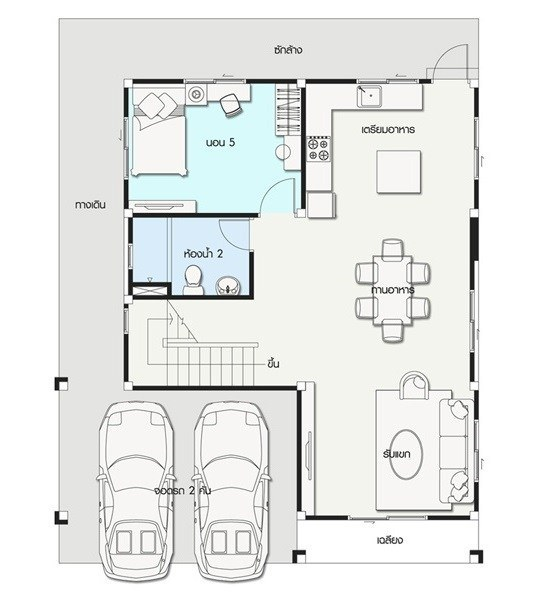 ซักล้าง
เตรียมอาหาร
นอน 5
ทางเดิน
ห้องน้ำ 2
ทานอาหาร
ขึ้น
รับแขก
จอดรถ 2 คัน
เฉลียง